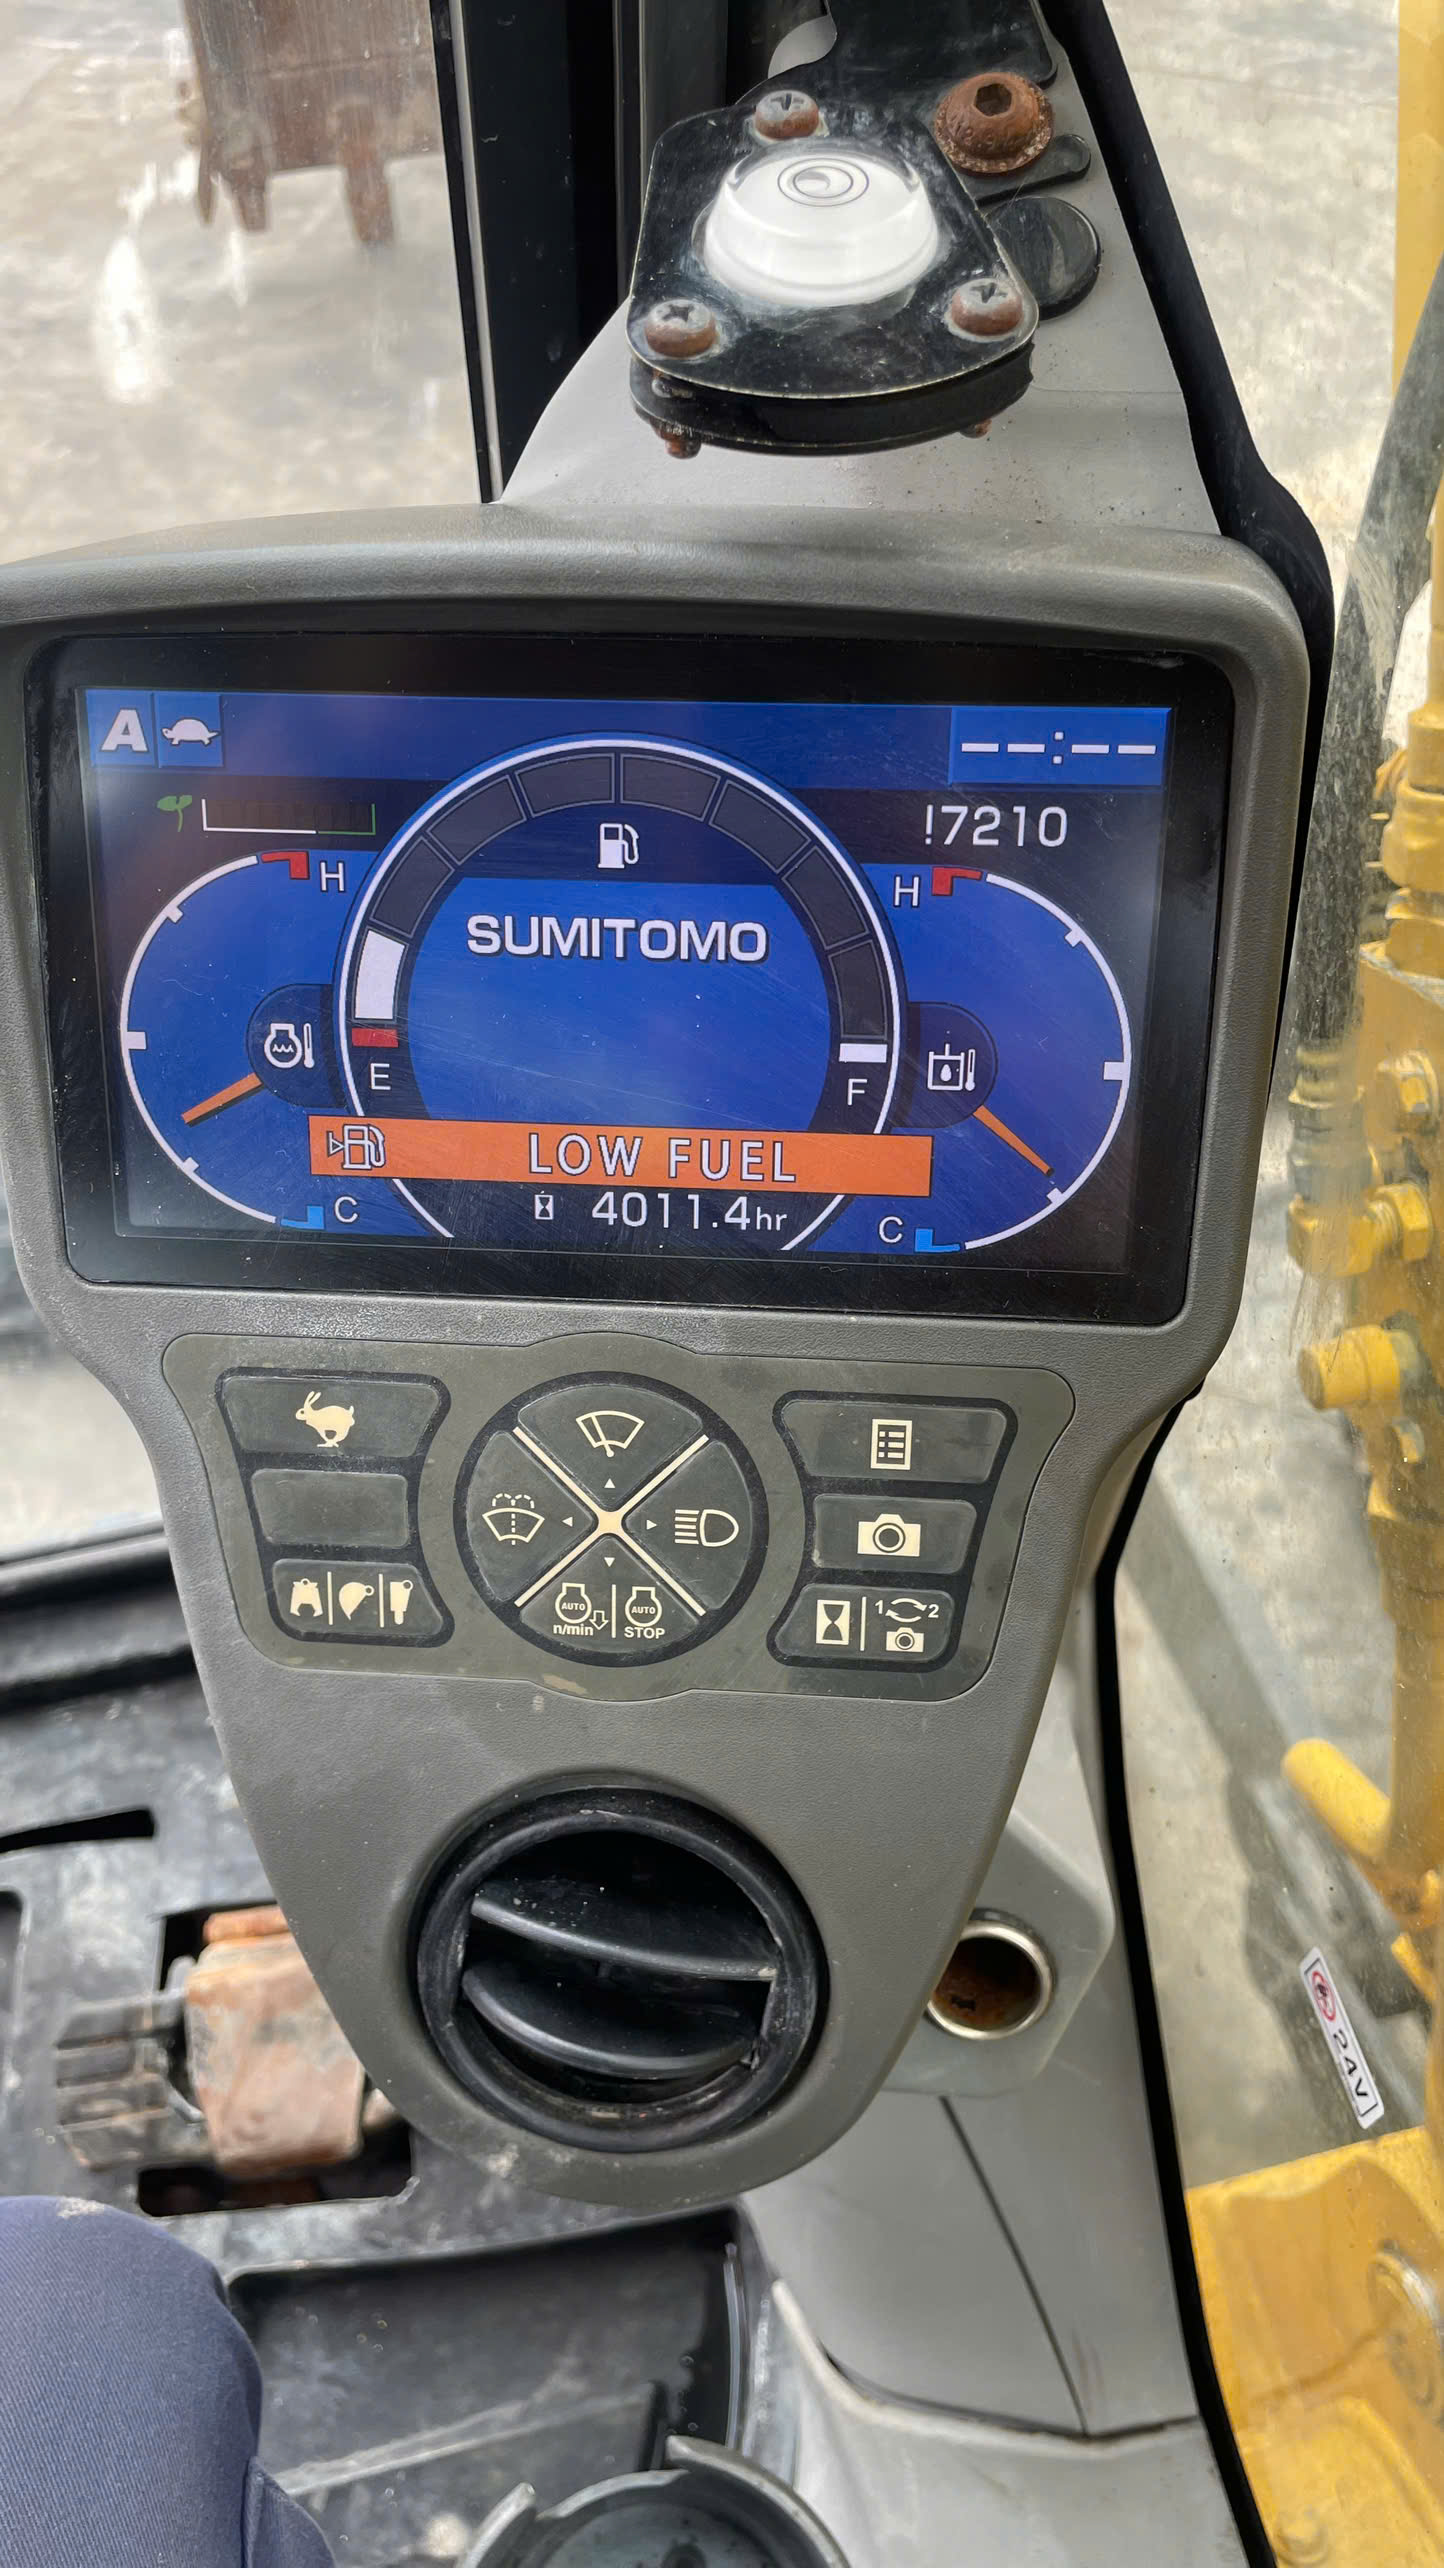 A
--:--
!7210
H
H
SUMITOMO
E
F
LOW FUEL
C
4011.4hr
C
AUTO
n/min
AUTO
STOP
1
2
24V